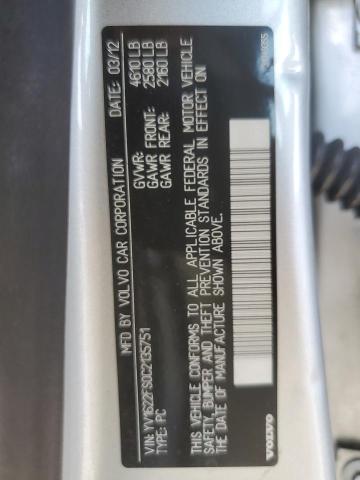 MFD BY VOLVO CAR CORPORATION DATE: 03/12
GVWR: 4610 LB
GAWR FRONT: 2580 LB
GAWR REAR: 2160 LB
VIN: YV1622FS0C2135751
TYPE: PC
THIS VEHICLE CONFORMS TO ALL APPLICABLE FEDERAL MOTOR VEHICLE
SAFETY, BUMPER AND THEFT PREVENTION STANDARDS IN EFFECT ON
THE DATE OF MANUFACTURE SHOWN ABOVE.
VOLVO